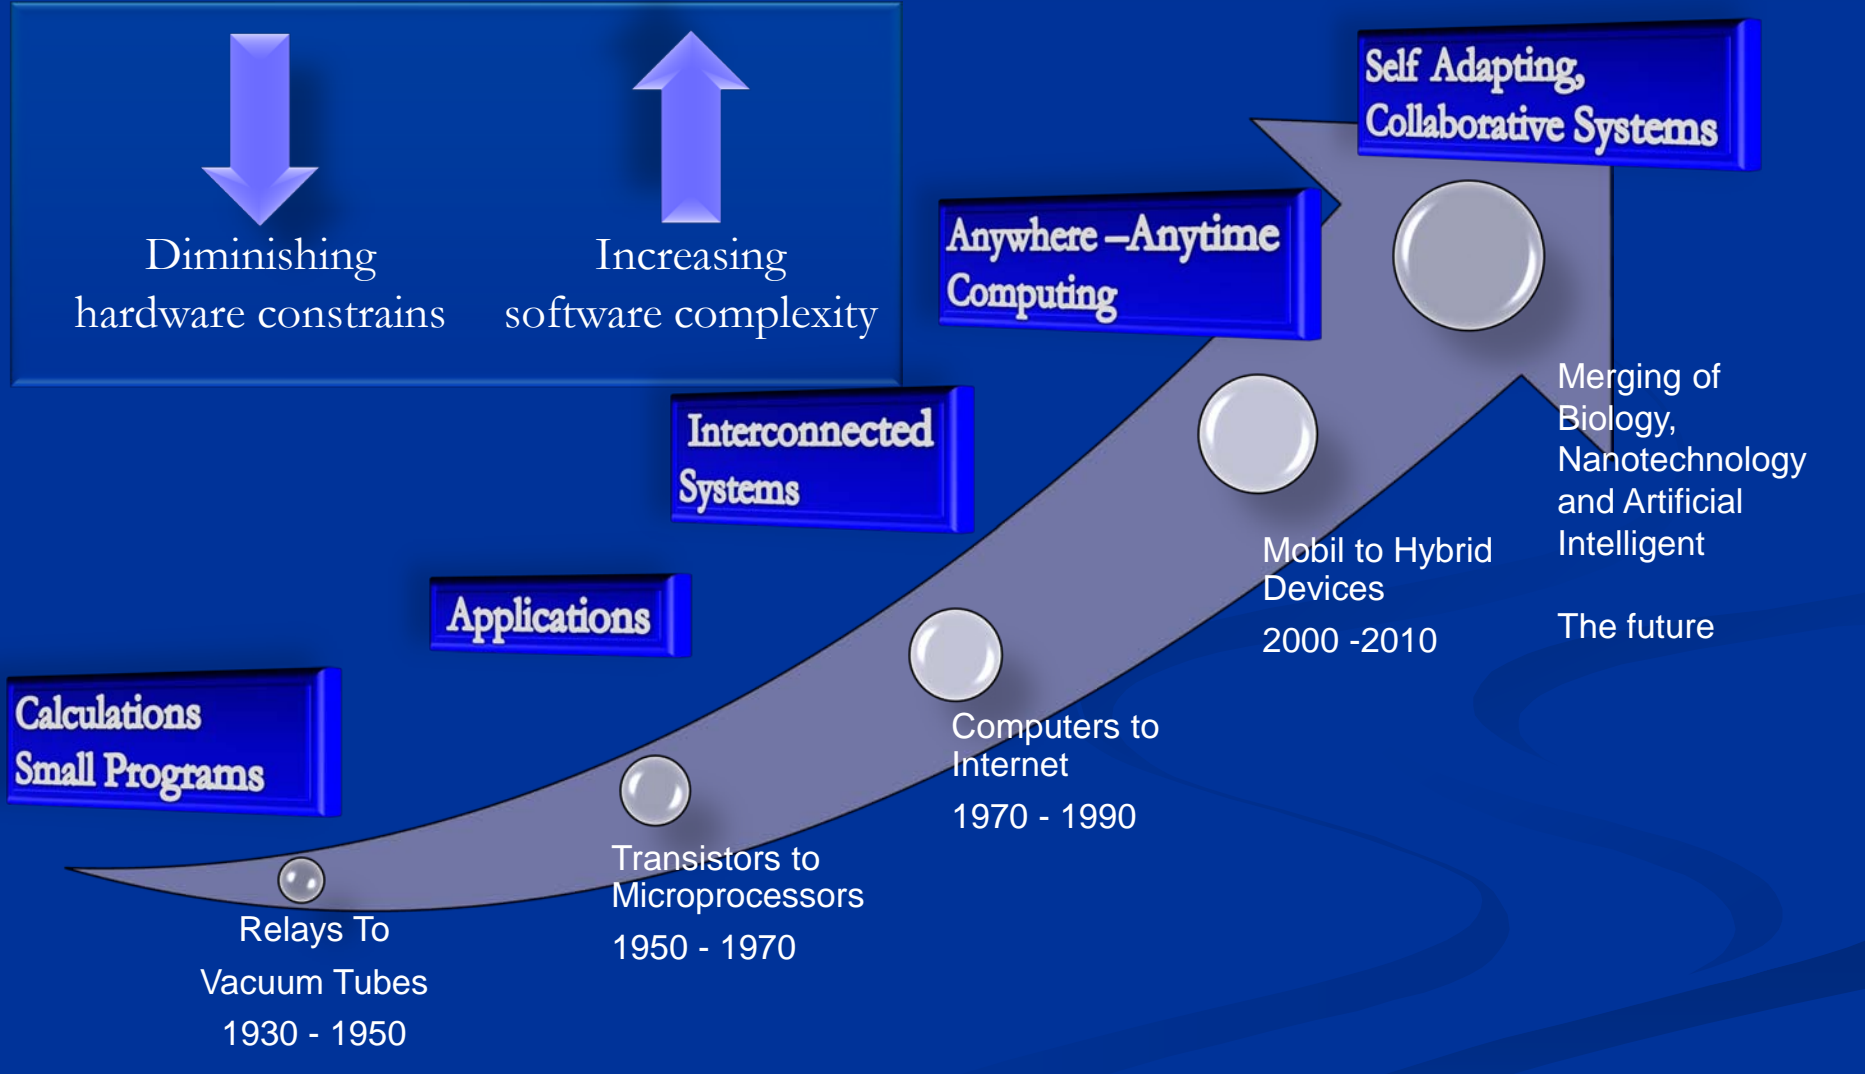 Diminishing
hardware constrains
Increasing
software complexity
Self Adapting,
Collaborative Systems
Anywhere –Anytime
Computing
Interconnected
Systems
Applications
Calculations
Small Programs
Relays To
Vacuum Tubes
1930 - 1950
Transistors to
Microprocessors
1950 - 1970
Computers to
Internet
1970 - 1990
Mobil to Hybrid
Devices
2000 -2010
Merging of
Biology,
Nanotechnology
and Artificial
Intelligent
The future